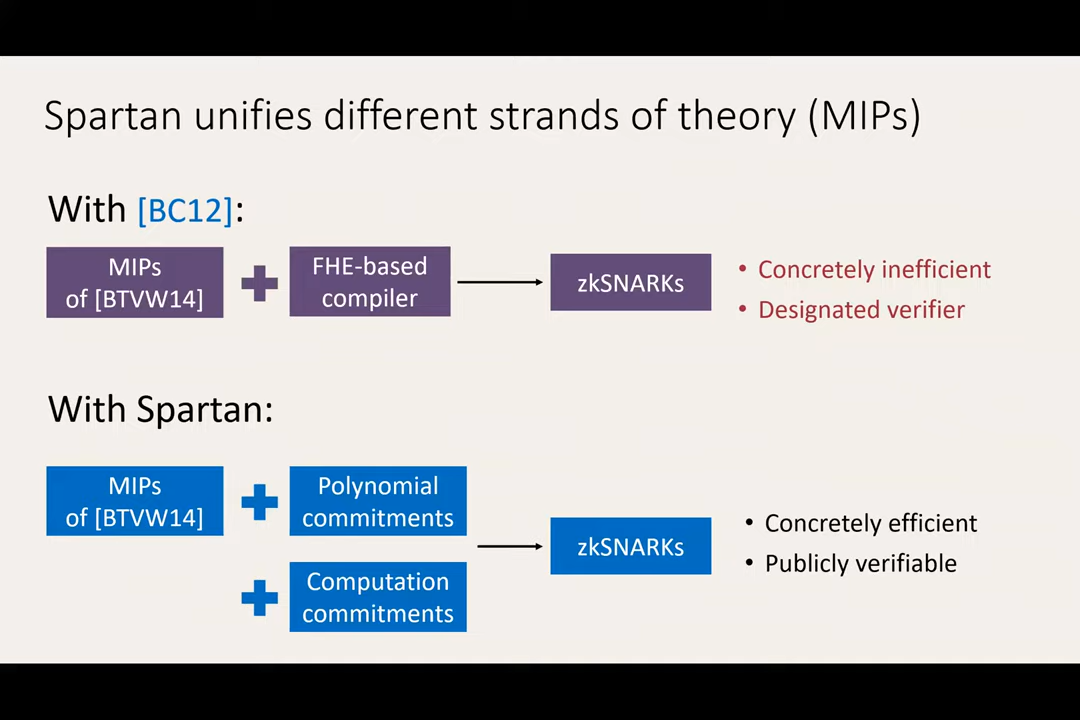 Spartan unifies different strands of theory (MIPs)
With [BC12]:
MIPs
of [BTVW14]
FHE-based
compiler
zkSNARKs
• Concretely inefficient
• Designated verifier
With Spartan:
MIPs
of [BTVW14]
Polynomial
commitments
Computation
commitments
zkSNARKs
• Concretely efficient
• Publicly verifiable